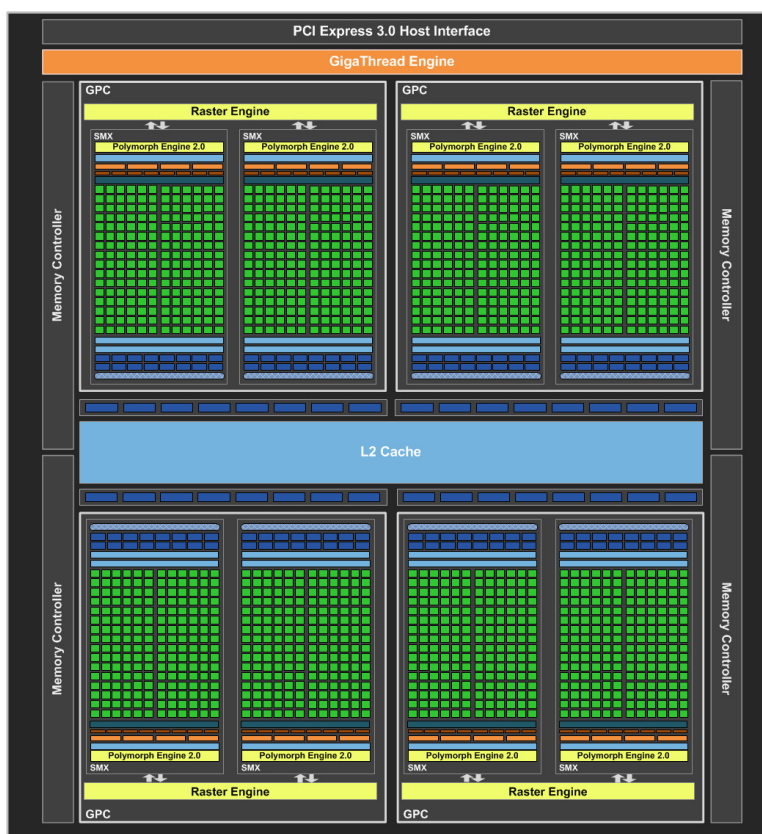 PCI Express 3.0 Host Interface
GigaThread Engine
Memory Controller
GPC
Raster Engine
SMX
Polymorph Engine 2.0
SMX
Polymorph Engine 2.0
GPC
Raster Engine
SMX
Polymorph Engine 2.0
SMX
Polymorph Engine 2.0
Memory Controller
L2 Cache
Memory Controller
Polymorph Engine 2.0
SMX
Polymorph Engine 2.0
SMX
Raster Engine
GPC
Polymorph Engine 2.0
SMX
Polymorph Engine 2.0
SMX
Raster Engine
GPC
Memory Controller